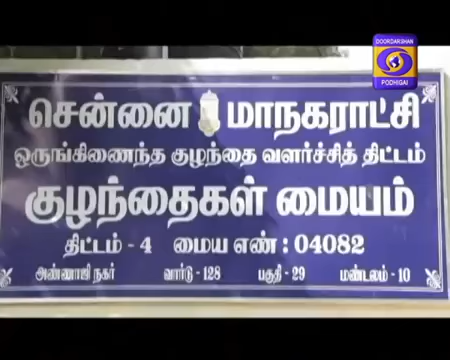 DOORDARSHAN
PODHIGAI
சென்னை மாநகராட்சி
ஒருங்கிணைந்த குழந்தை வளர்ச்சித் திட்டம்
குழந்தைகள் மையம்
திட்டம் - 4 மைய எண் : 04082
அண்ணாஜி நகர் வார்டு - 128 பகுதி - 29 மண்டலம் - 10